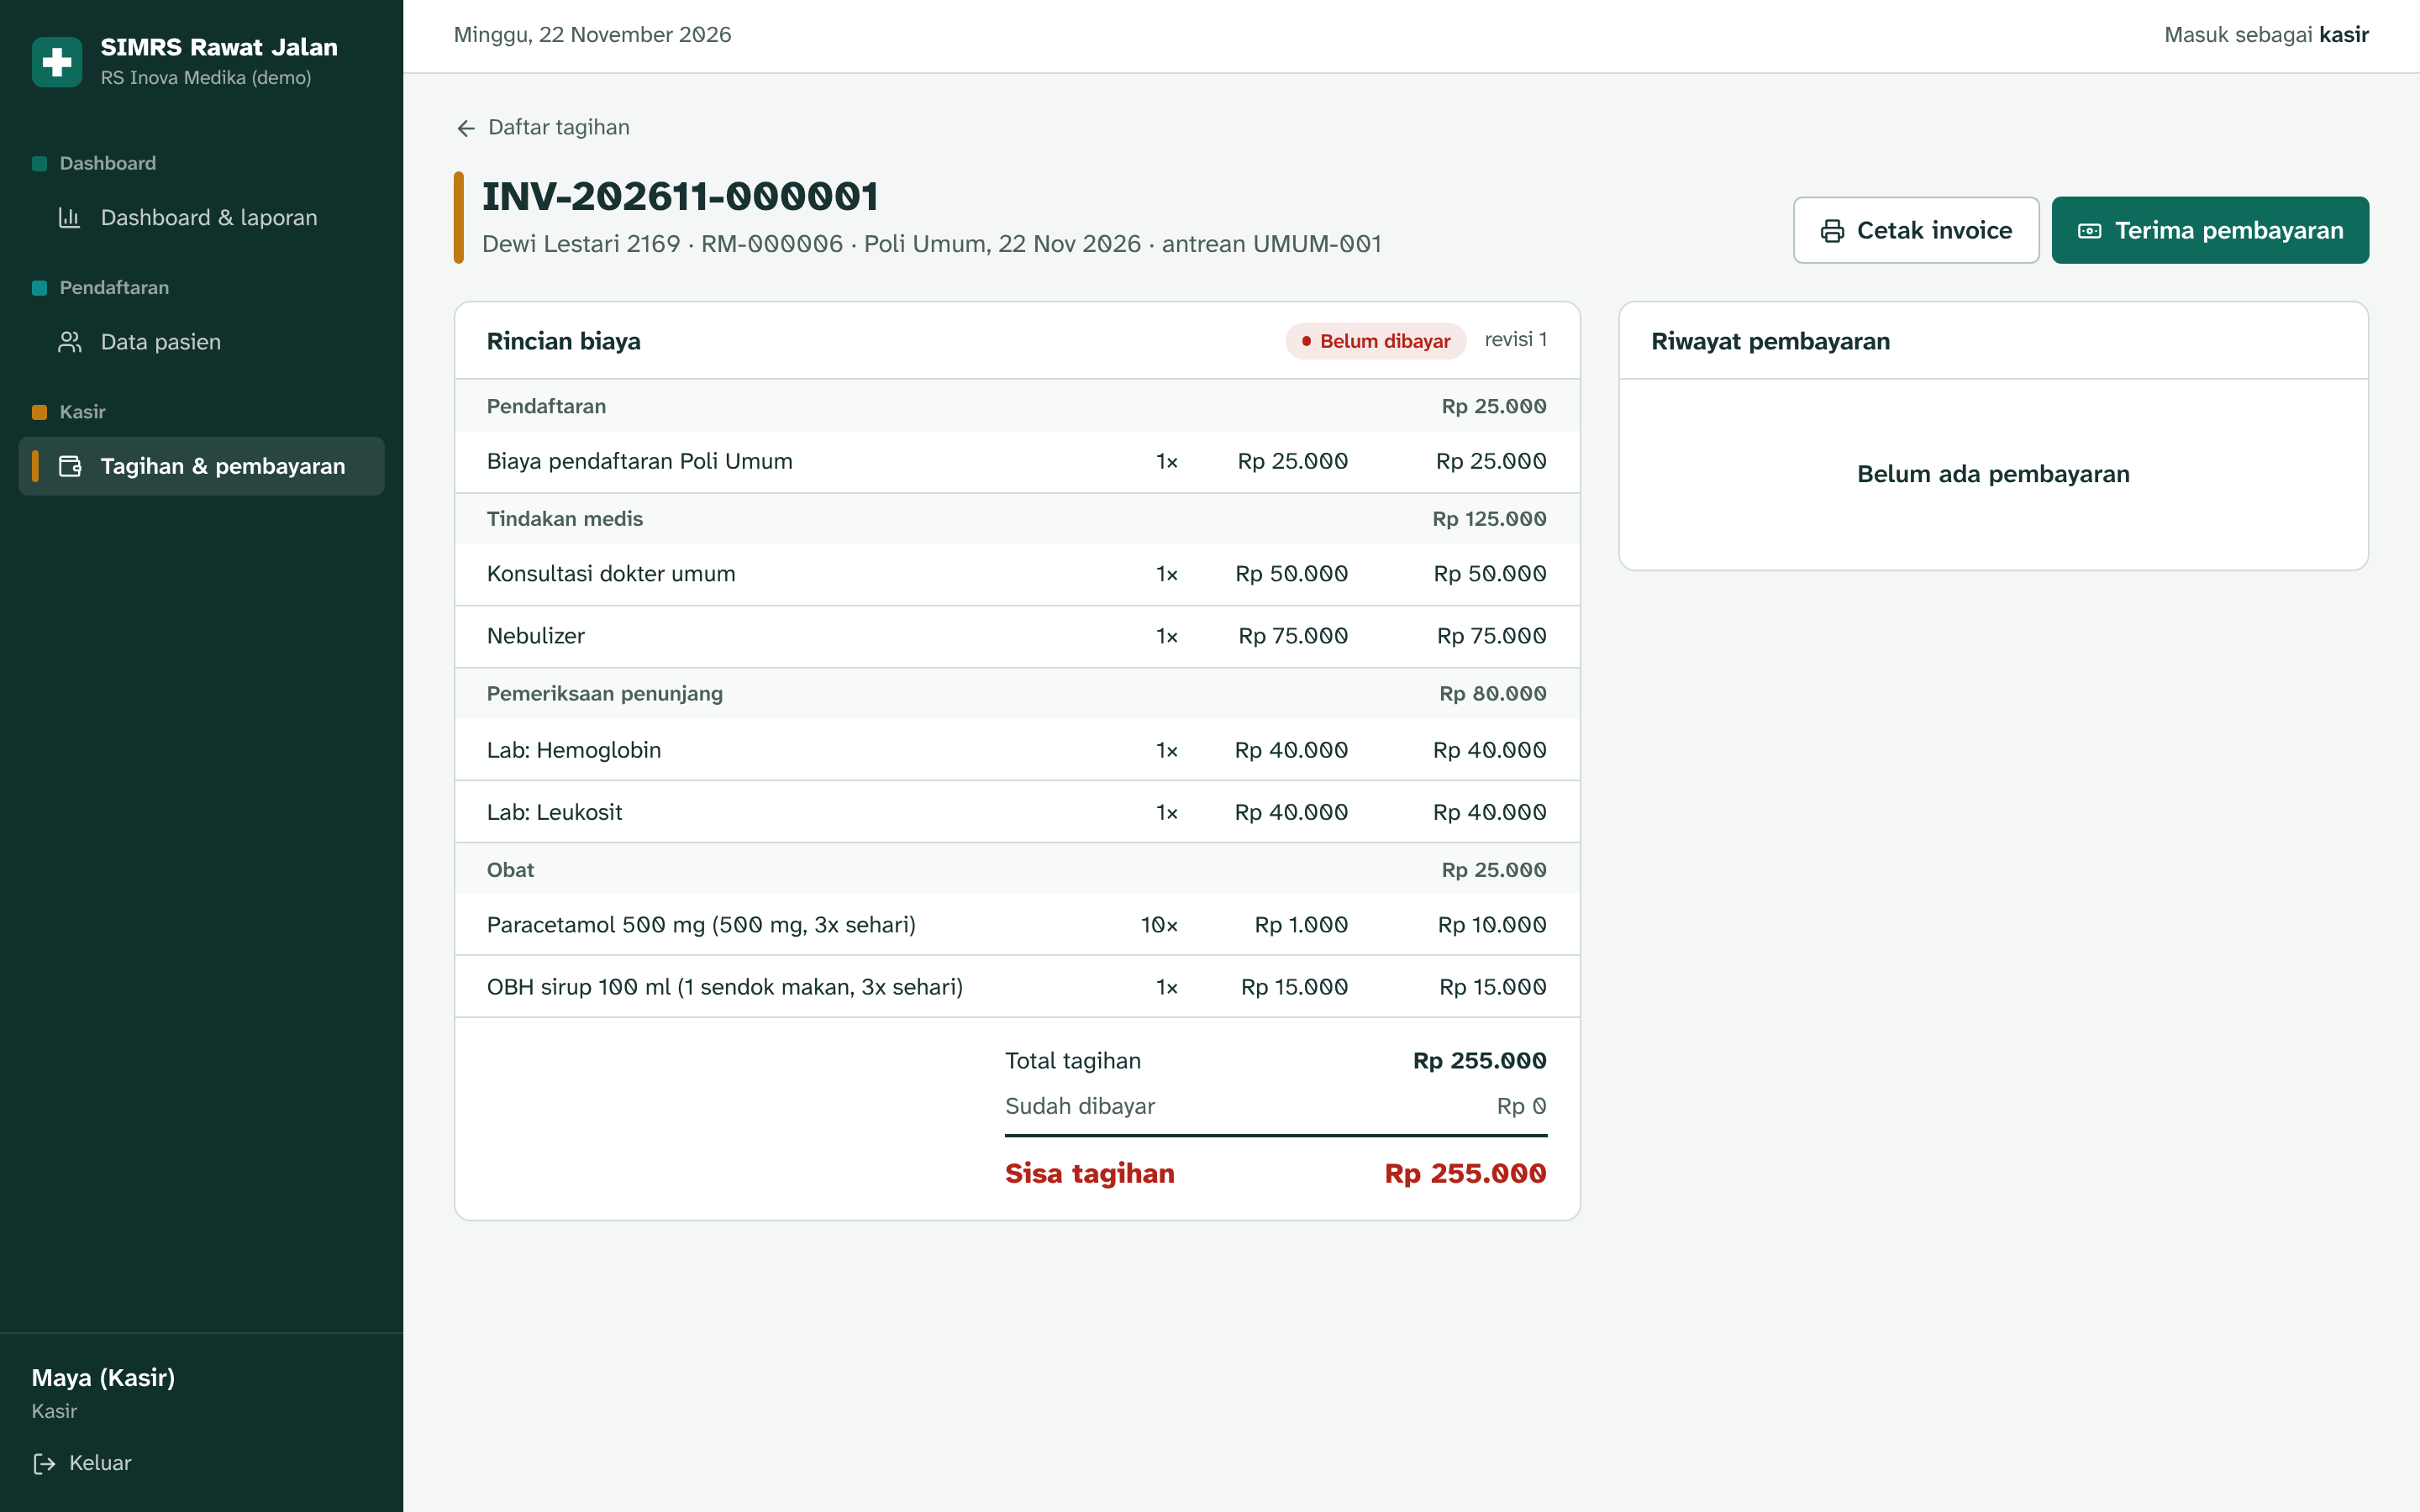 SIMRS Rawat Jalan
RS Inova Medika (demo)
Dashboard
Dashboard & laporan
Pendaftaran
Data pasien
Kasir
Tagihan & pembayaran
Maya (Kasir)
Kasir
Keluar
Minggu, 22 November 2026
Masuk sebagai kasir
Daftar tagihan
INV-202611-000001
Dewi Lestari 2169 · RM-000006 · Poli Umum, 22 Nov 2026 · antrean UMUM-001
Cetak invoice
Terima pembayaran
Rincian biaya
Belum dibayar
revisi 1
Pendaftaran Rp 25.000
Biaya pendaftaran Poli Umum 1× Rp 25.000 Rp 25.000
Tindakan medis Rp 125.000
Konsultasi dokter umum 1× Rp 50.000 Rp 50.000
Nebulizer 1× Rp 75.000 Rp 75.000
Pemeriksaan penunjang Rp 80.000
Lab: Hemoglobin 1× Rp 40.000 Rp 40.000
Lab: Leukosit 1× Rp 40.000 Rp 40.000
Obat Rp 25.000
Paracetamol 500 mg (500 mg, 3x sehari) 10× Rp 1.000 Rp 10.000
OBH sirup 100 ml (1 sendok makan, 3x sehari) 1× Rp 15.000 Rp 15.000
Total tagihan Rp 255.000
Sudah dibayar Rp 0
Sisa tagihan Rp 255.000
Riwayat pembayaran
Belum ada pembayaran